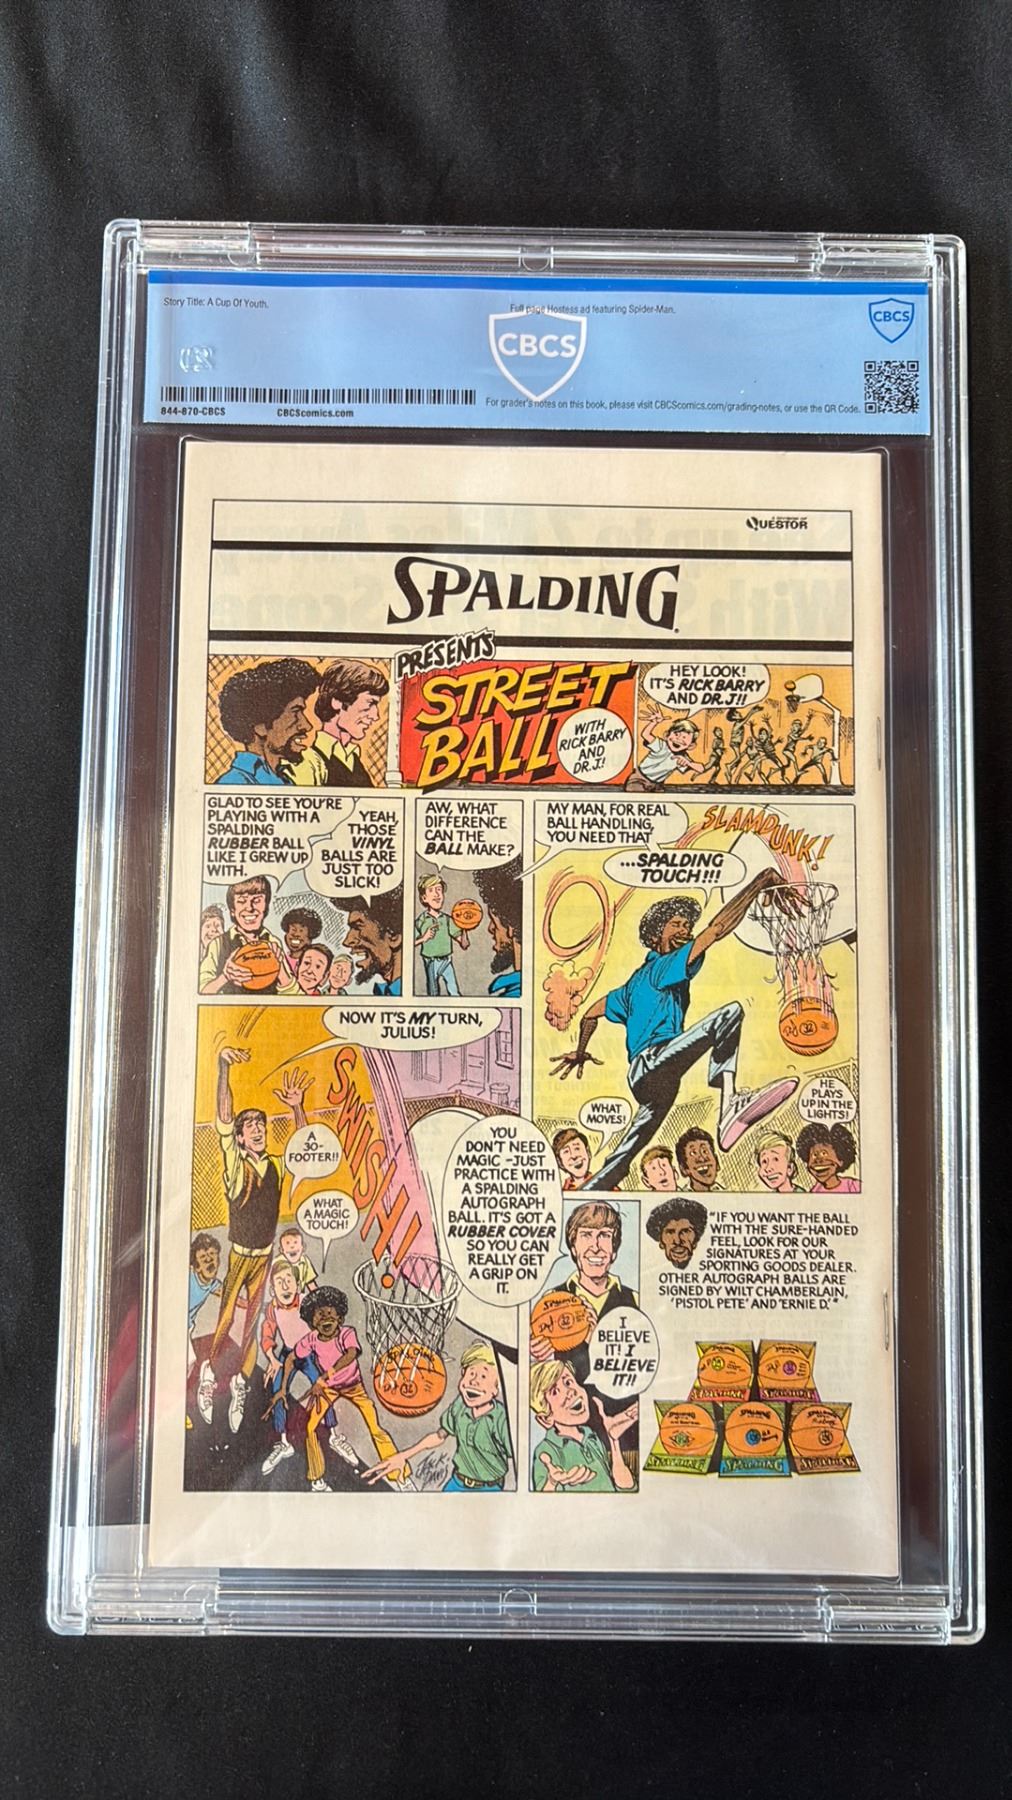 Story Title: A Cup Of Youth.
Full page Hostess ad featuring Spider-Man.
CBCS
CBCS
844-870-CBCS
CBCScomics.com
For grader's notes on this book, please visit CBCScomics.com/grading-notes, or use the QR Code.
QUESTOR
SPALDING
PRESENTS
STREET
BALL
WITH
RICK BARRY
AND
DR. J.!
HEY LOOK!
IT'S RICK BARRY
AND DR. J!!
GLAD TO SEE YOU'RE
PLAYING WITH A
SPALDING
RUBBER BALL
LIKE I GREW UP
WITH.
YEAH,
THOSE
VINYL
BALLS ARE
JUST TOO
SLICK!
AW, WHAT
DIFFERENCE
CAN THE
BALL MAKE?
MY MAN, FOR REAL
BALL HANDLING,
YOU NEED THAT
...SPALDING
TOUCH!!!
SLAMDUNK!
WHAT
MOVES!
HE
PLAYS
UP IN THE
LIGHTS!
NOW IT'S MY TURN,
JULIUS!
SWISH!
A
30-
FOOTER!!
WHAT
A MAGIC
TOUCH!
YOU
DON'T NEED
MAGIC -JUST
PRACTICE WITH
A SPALDING
AUTOGRAPH
BALL. IT'S GOT A
RUBBER COVER
SO YOU CAN
REALLY GET
A GRIP ON
IT.
SPALDING
JACK
DAVIS
I
BELIEVE
IT! I
BELIEVE
IT!!
"IF YOU WANT THE BALL
WITH THE SURE-HANDED
FEEL, LOOK FOR OUR
SIGNATURES AT YOUR
SPORTING GOODS DEALER.
OTHER AUTOGRAPH BALLS ARE
SIGNED BY WILT CHAMBERLAIN,
'PISTOL PETE' AND 'ERNIE D.'"
SPALDING
SPALDING
SPALDING
SPALDING
SPALDING